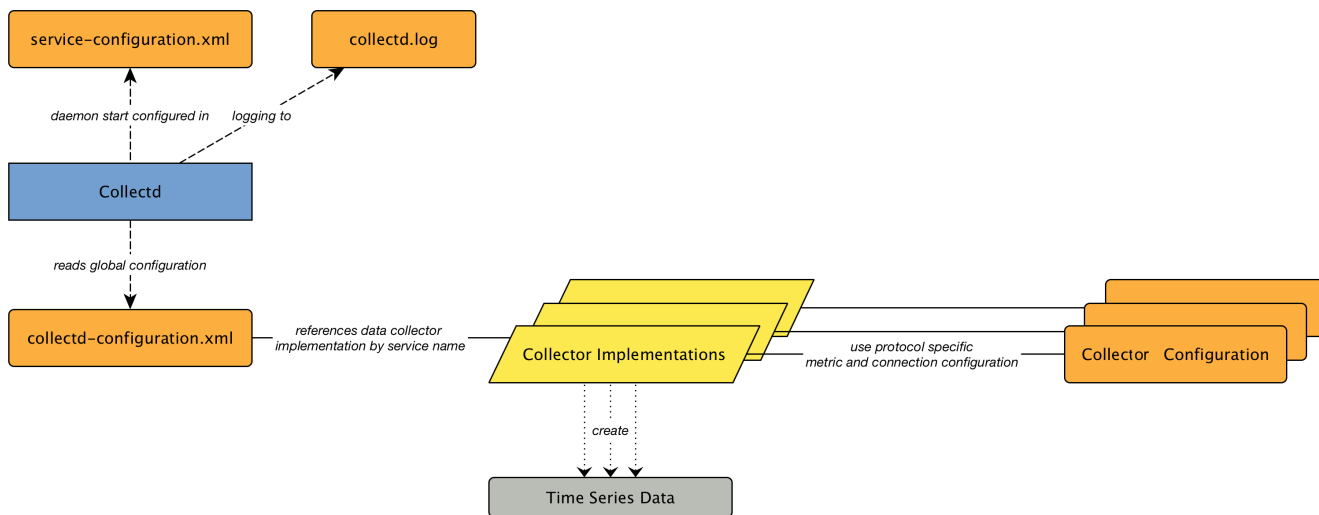 service-configuration.xml
collectd.log
daemon start configured in
logging to
Collectd
reads global configuration
collectd-configuration.xml
references data collector
implementation by service name
Collector Implementations
use protocol specific
metric and connection configuration
Collector Configuration
create
Time Series Data